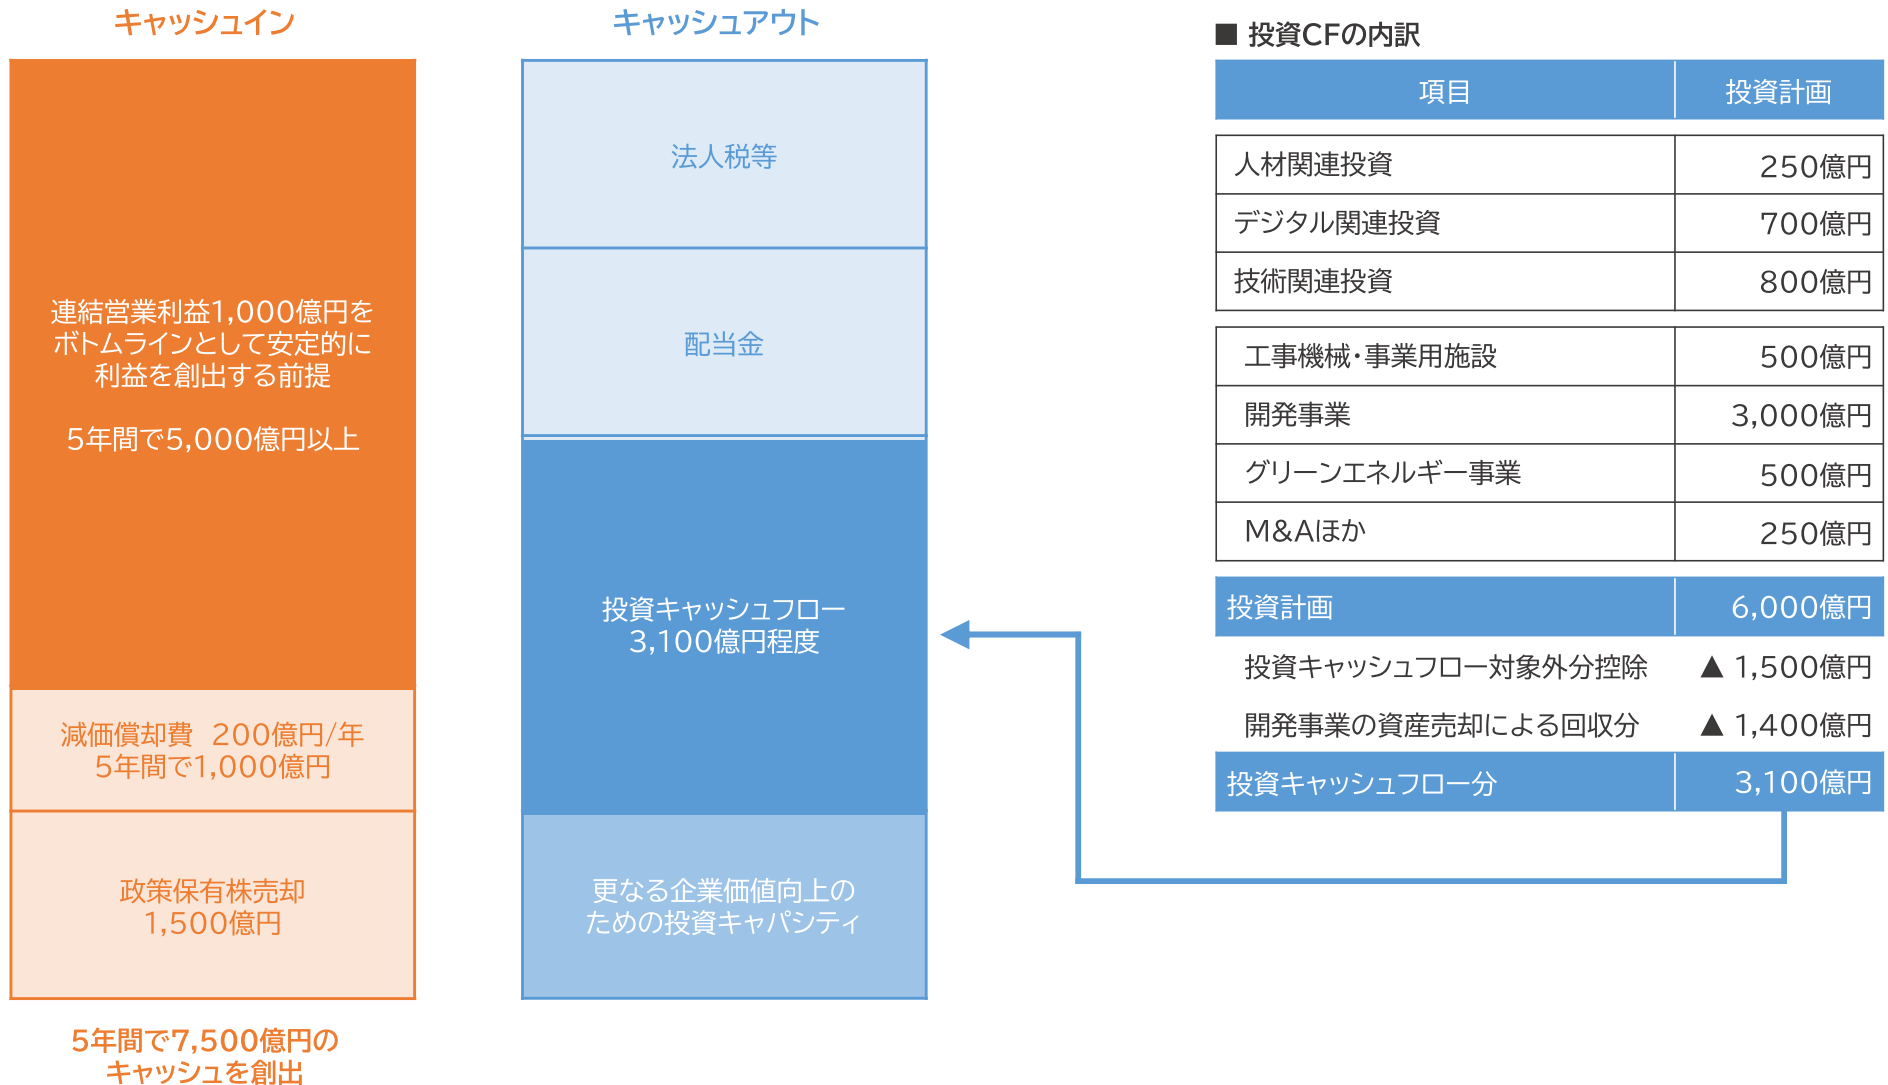 キャッシュイン
連結営業利益1,000億円を
ボトムラインとして安定的に
利益を創出する前提
5年間で5,000億円以上
減価償却費　200億円/年
5年間で1,000億円
政策保有株売却
1,500億円
5年間で7,500億円の
キャッシュを創出
キャッシュアウト
法人税等
配当金
投資キャッシュフロー
3,100億円程度
更なる企業価値向上の
ための投資キャパシティ
■ 投資CFの内訳
項目 投資計画
人材関連投資 250億円
デジタル関連投資 700億円
技術関連投資 800億円
工事機械・事業用施設 500億円
開発事業 3,000億円
グリーンエネルギー事業 500億円
M&Aほか 250億円
投資計画 6,000億円
投資キャッシュフロー対象外分控除 ▲ 1,500億円
開発事業の資産売却による回収分 ▲ 1,400億円
投資キャッシュフロー分 3,100億円